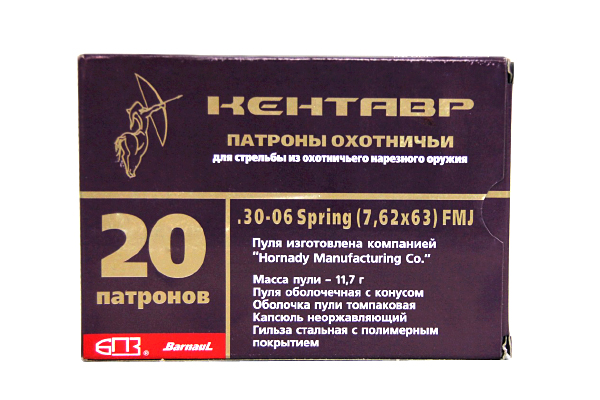 КЕНТАВР
ПАТРОНЫ ОХОТНИЧЬИ
для стрельбы из охотничьего нарезного оружия
20
патронов
.30-06 Spring (7,62x63) FMJ
Пуля изготовлена компанией
"Hornady Manufacturing Co."
Масса пули – 11,7 г
Пуля оболочечная с конусом
Оболочка пули томпаковая
Капсюль неоржавляющий
Гильза стальная с полимерным
покрытием
БПЗ ®
BarnauL